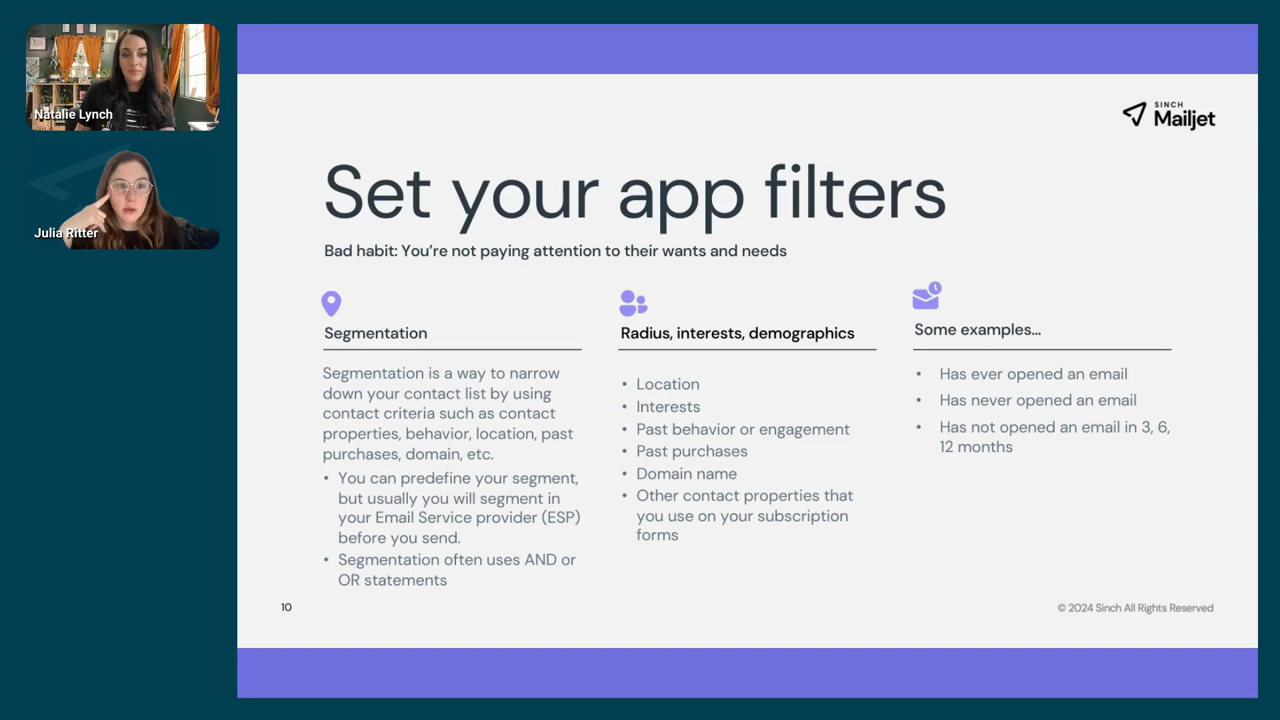 Natalie Lynch
Julia Ritter
SINCH
Mailjet
Set your app filters
Bad habit: You're not paying attention to their wants and needs
Segmentation
Segmentation is a way to narrow
down your contact list by using
contact criteria such as contact
properties, behavior, location, past
purchases, domain, etc.
• You can predefine your segment,
but usually you will segment in
your Email Service provider (ESP)
before you send.
• Segmentation often uses AND or
OR statements
Radius, interests, demographics
• Location
• Interests
• Past behavior or engagement
• Past purchases
• Domain name
• Other contact properties that
you use on your subscription
forms
Some examples...
• Has ever opened an email
• Has never opened an email
• Has not opened an email in 3, 6,
12 months
10
© 2024 Sinch All Rights Reserved